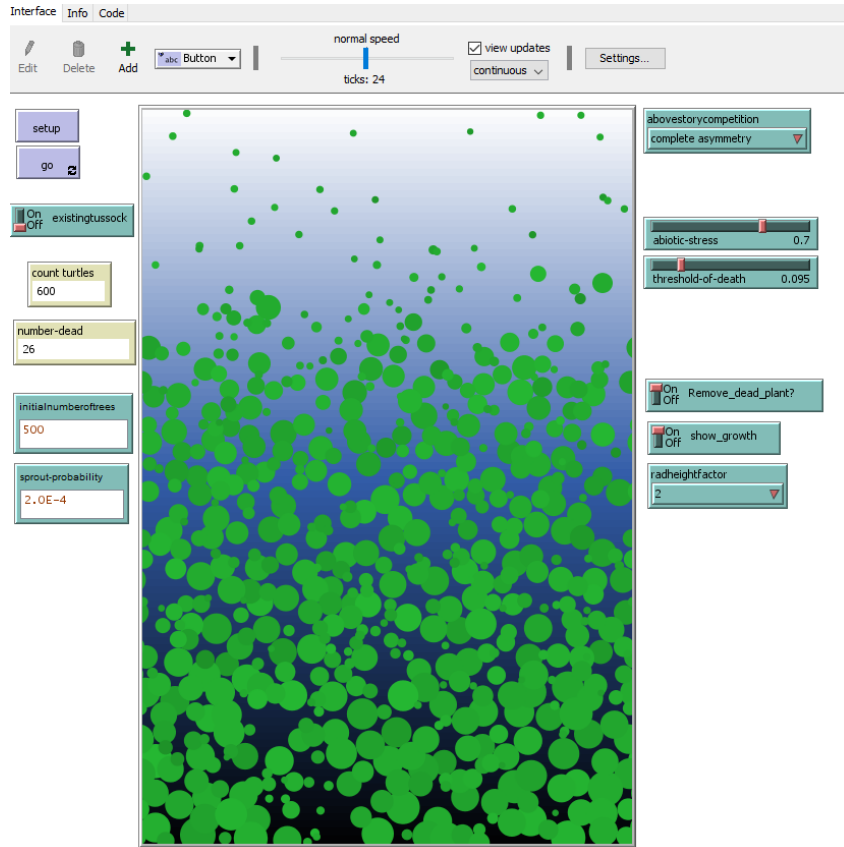 Interface Info Code
Edit Delete Add abc Button normal speed view updates
ticks: 24 continuous Settings...
setup
go
On
Off existingtussock
count turtles
600
number-dead
26
initialnumberoftrees
500
sprout-probability
2.0E-4
abovestorycompetition
complete asymmetry
abiotic-stress 0.7
threshold-of-death 0.095
On
Off Remove_dead_plant?
On
Off show_growth
radheightfactor
2